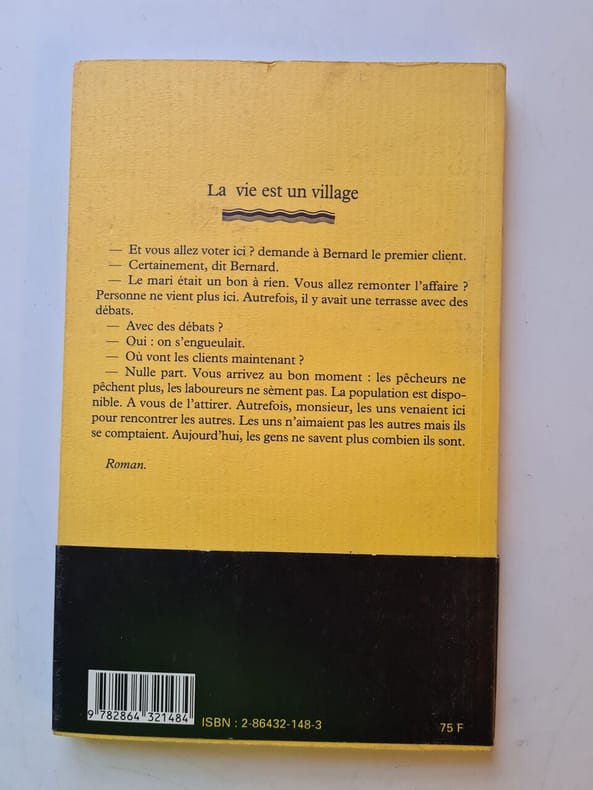 La vie est un village
— Et vous allez voter ici ? demande à Bernard le premier client.
— Certainement, dit Bernard.
— Le mari était un bon à rien. Vous allez remonter l'affaire ?
Personne ne vient plus ici. Autrefois, il y avait une terrasse avec des
débats.
— Avec des débats ?
— Oui : on s'engueulait.
— Où vont les clients maintenant ?
— Nulle part. Vous arrivez au bon moment : les pêcheurs ne
pêchent plus, les laboureurs ne sèment pas. La population est dispo-
nible. A vous de l'attirer. Autrefois, monsieur, les uns venaient ici
pour rencontrer les autres. Les uns n'aimaient pas les autres mais ils
se comptaient. Aujourd'hui, les gens ne savent plus combien ils sont.
Roman.
9 782864 321484
ISBN : 2-86432-148-3
75 F